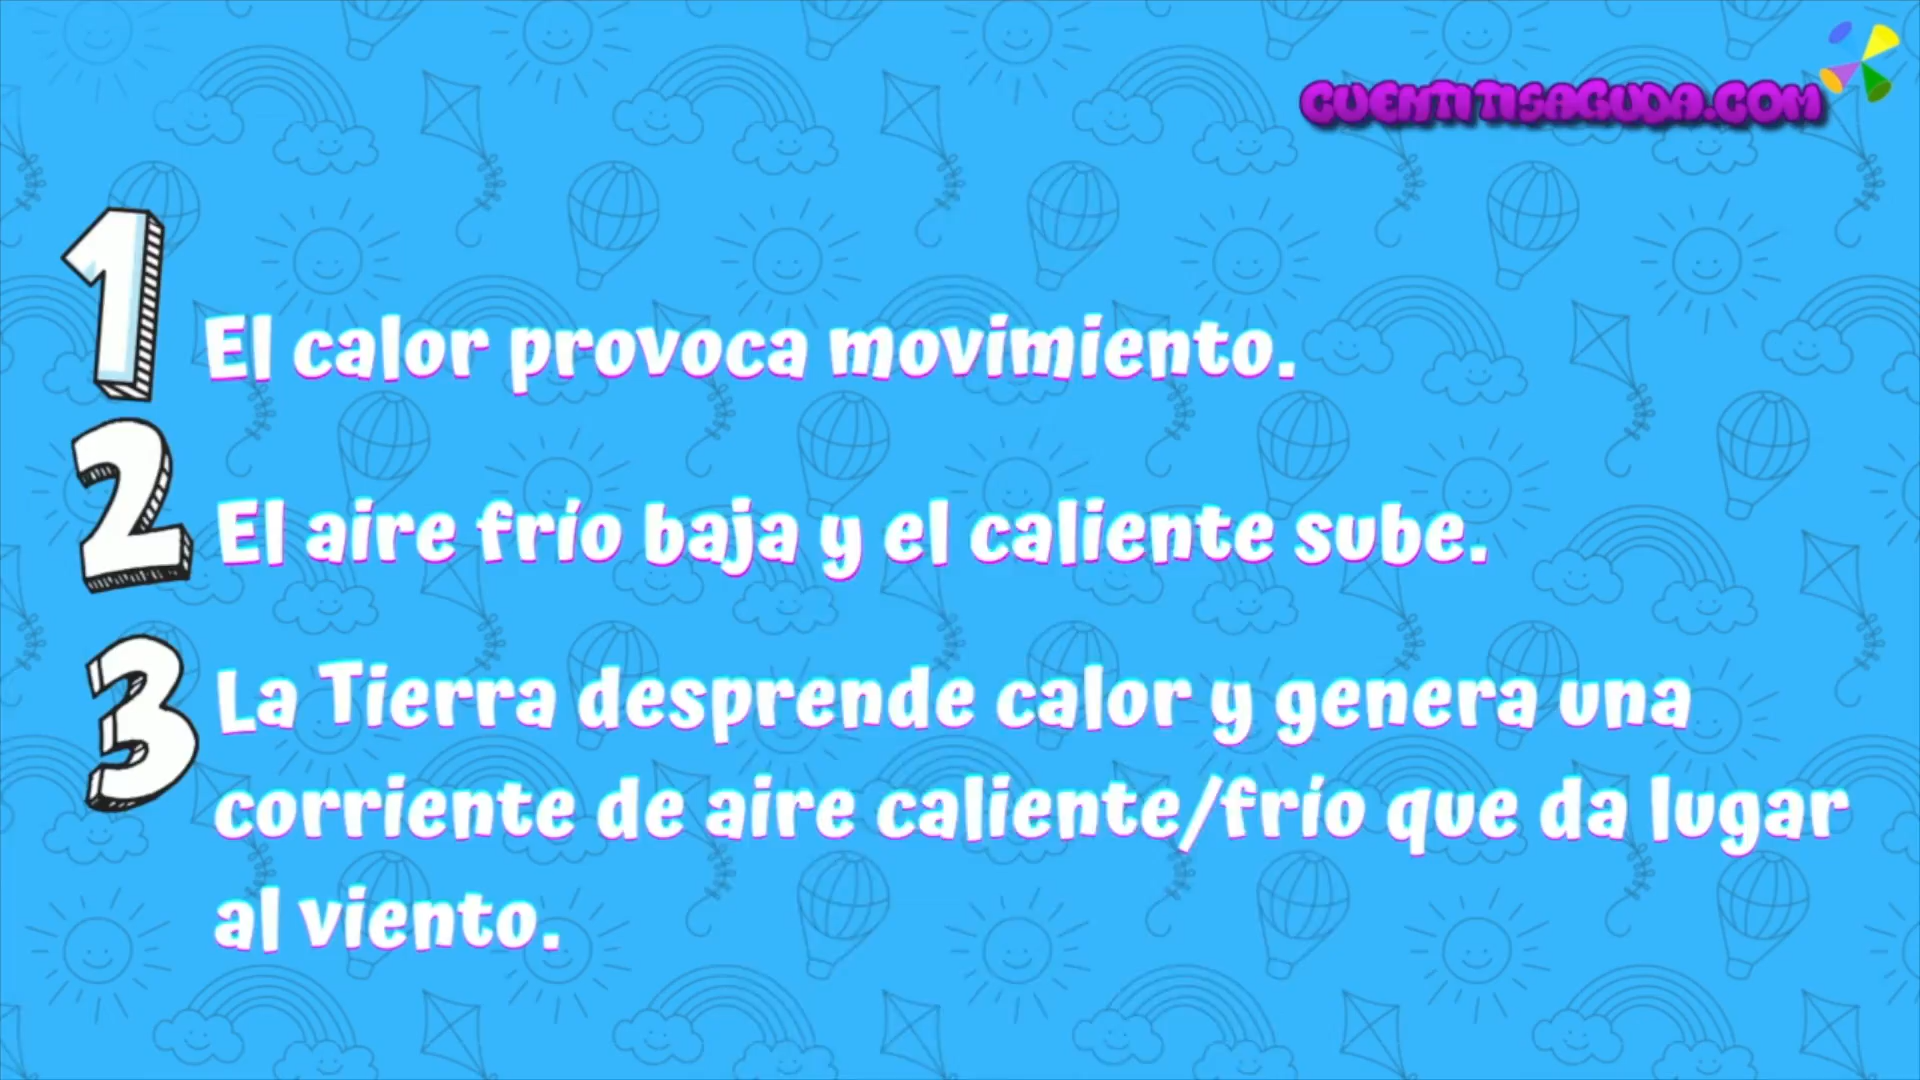 CUENTITISAGUDA.COM
1
El calor provoca movimiento.
2
El aire frío baja y el caliente sube.
3
La Tierra desprende calor y genera una
corriente de aire caliente/frío que da lugar
al viento.